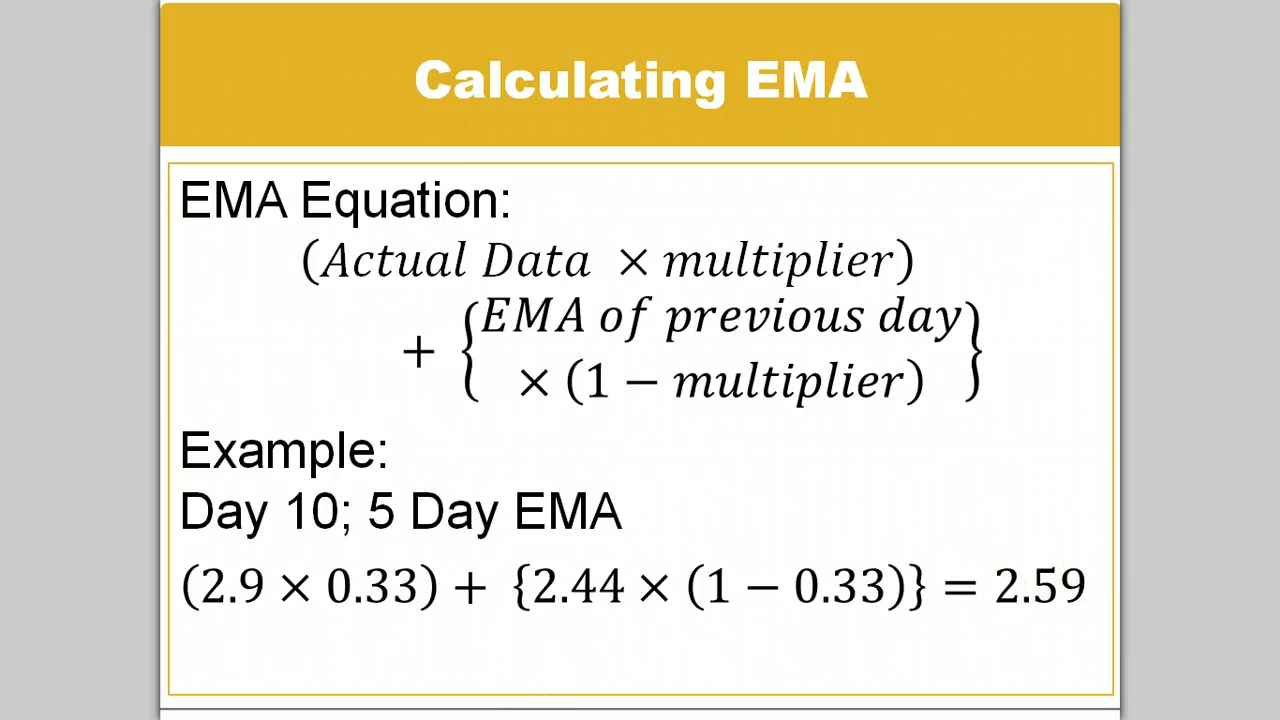 Calculating EMA
EMA Equation:
(Actual Data × multiplier)
+ {EMA of previous day
× (1 − multiplier)}
Example:
Day 10; 5 Day EMA
(2.9 × 0.33) + {2.44 × (1 − 0.33)} = 2.59